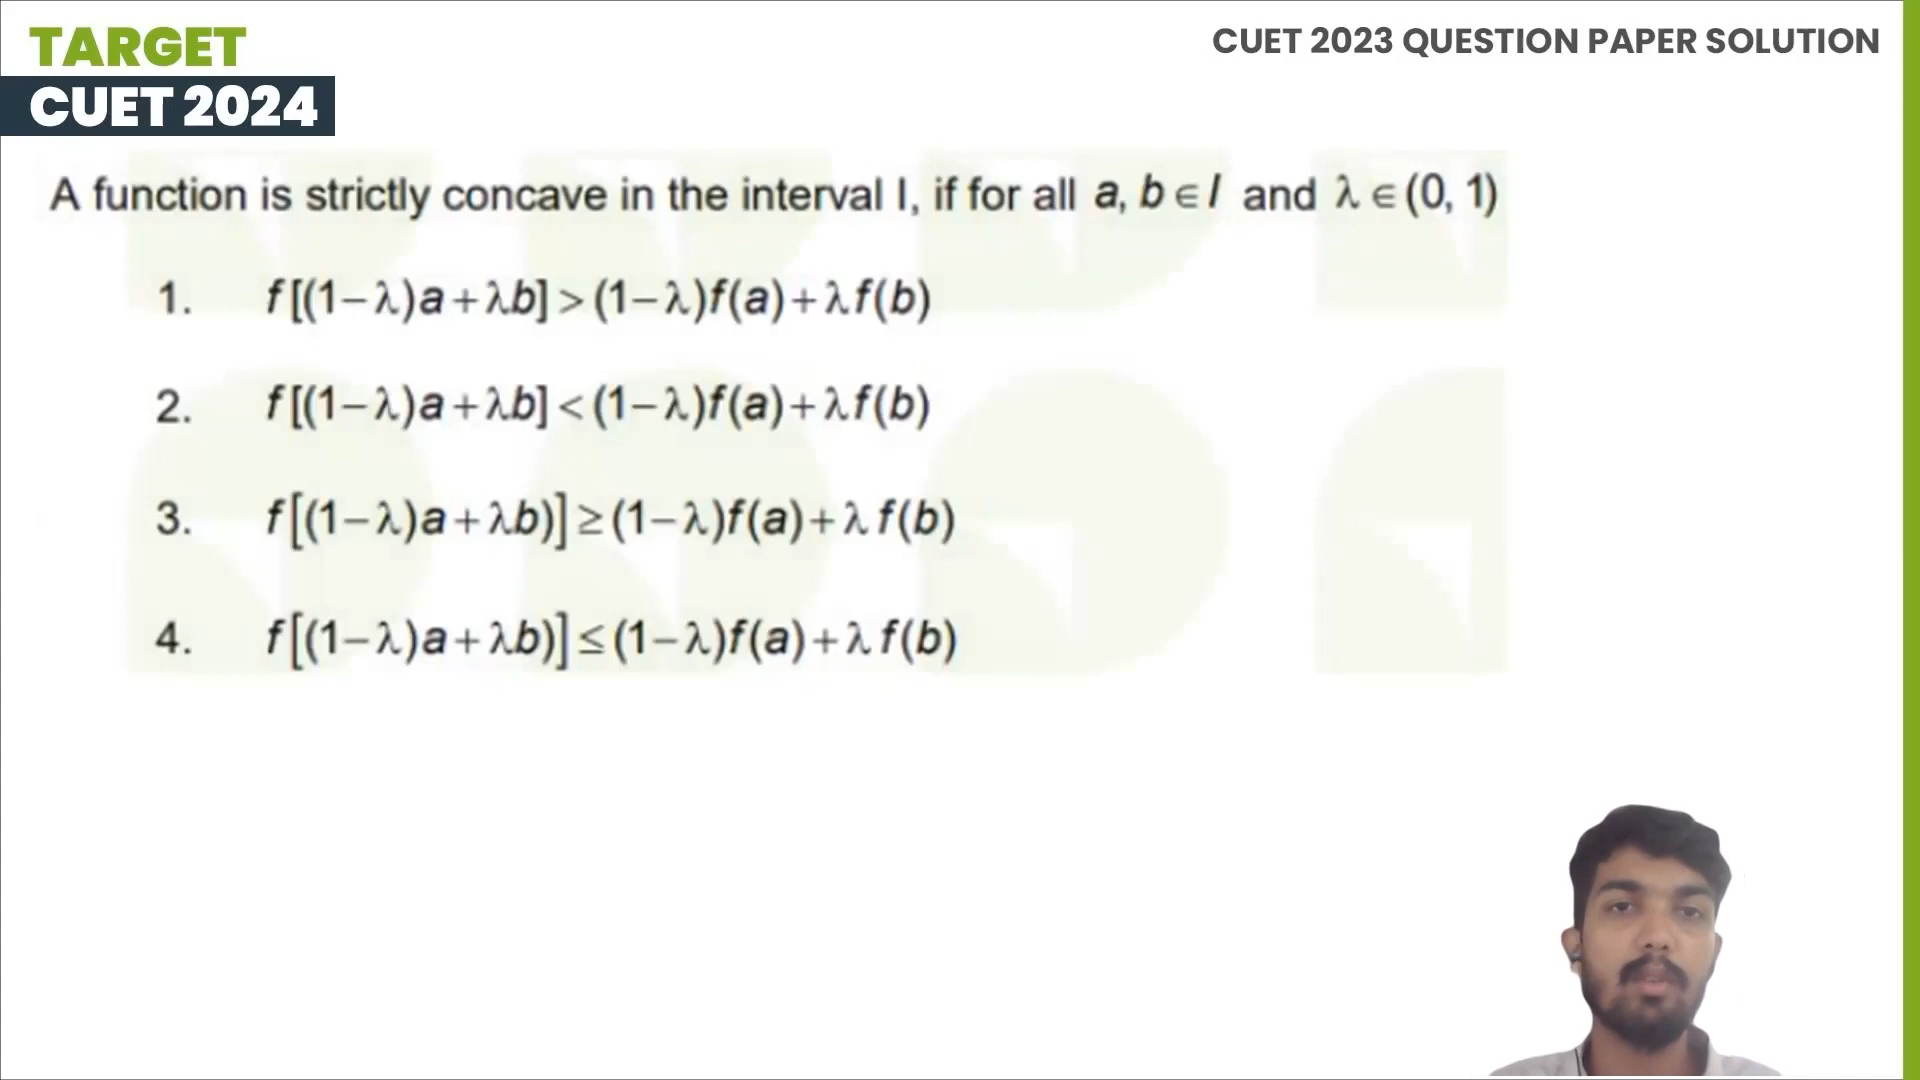 TARGET
CUET 2024
CUET 2023 QUESTION PAPER SOLUTION
A function is strictly concave in the interval I, if for all a, b ∈ I and λ ∈ (0, 1)
1. f[(1−λ)a+λb] > (1−λ)f(a)+λf(b)
2. f[(1−λ)a+λb] < (1−λ)f(a)+λf(b)
3. f[(1−λ)a+λb)] ≥ (1−λ)f(a)+λ f(b)
4. f[(1−λ)a+λb)] ≤ (1−λ)f(a)+λ f(b)